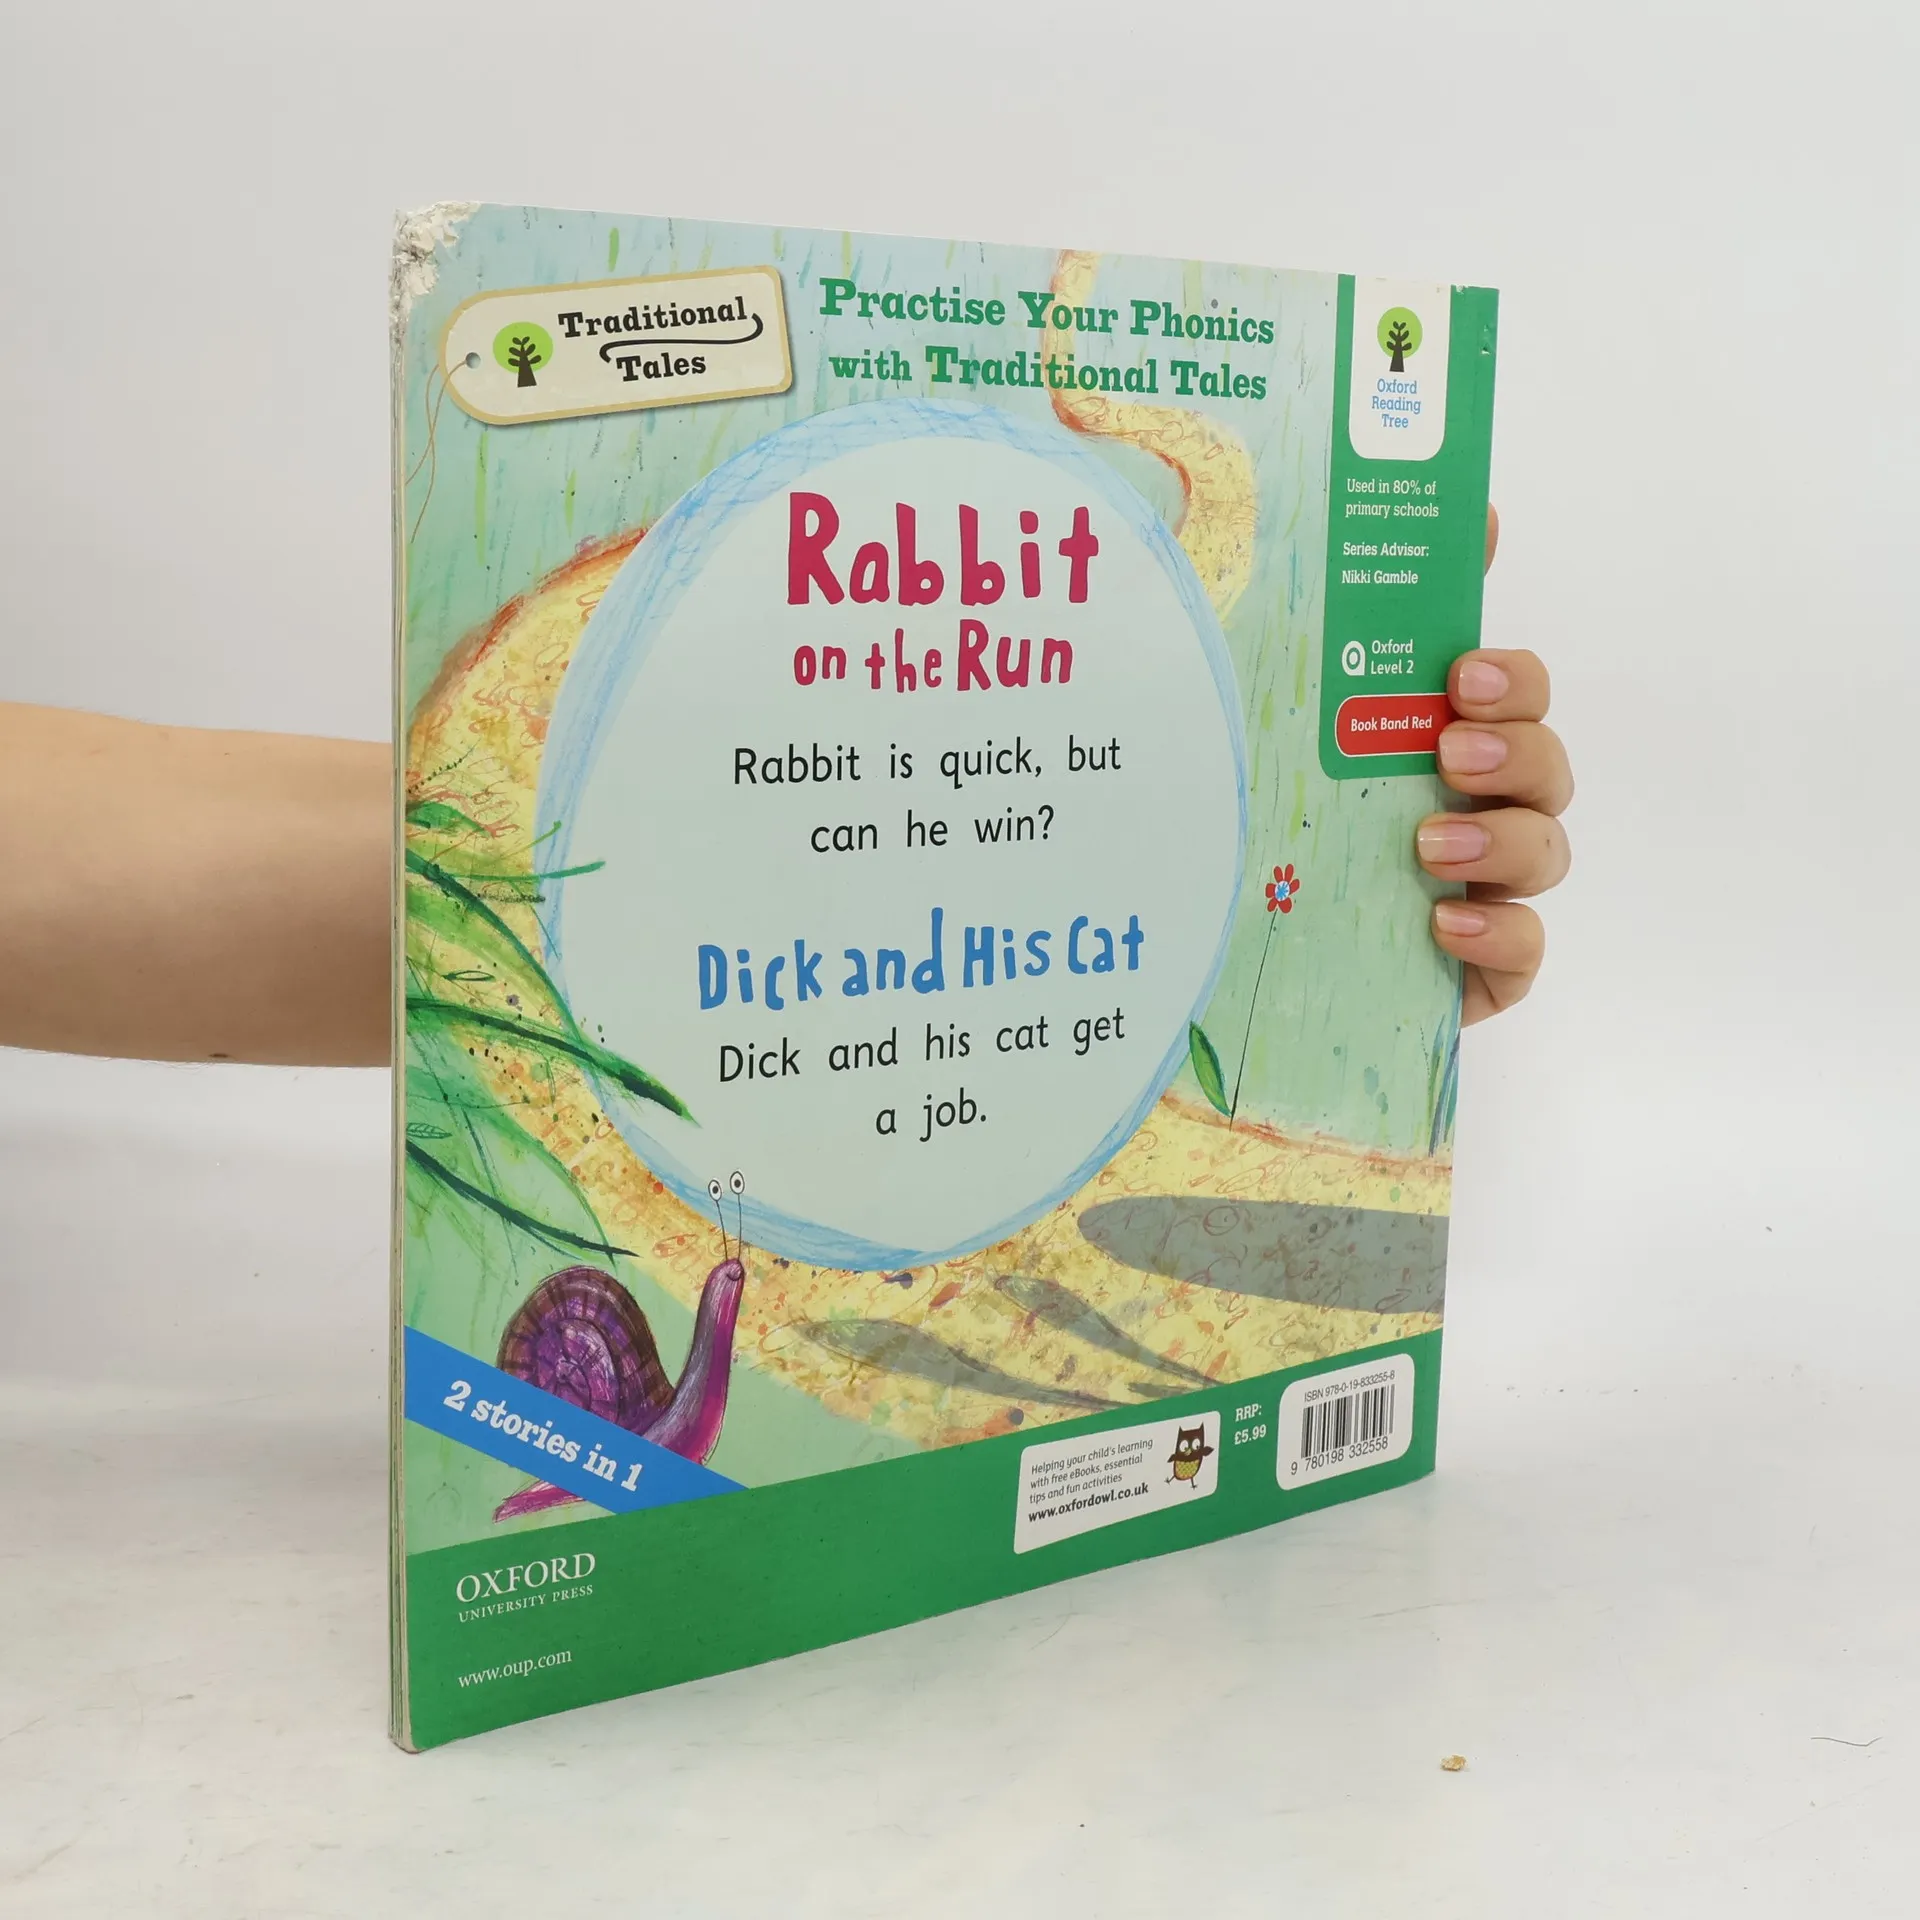 Traditional
Tales
Practise Your Phonics
with Traditional Tales
Oxford
Reading
Tree
Used in 80% of
primary schools
Series Advisor:
Nikki Gamble
Oxford
Level 2
Book Band Red
Rabbit
on the Run
Rabbit is quick, but
can he win?
Dick and His Cat
Dick and his cat get
a job.
2 stories in 1
Helping your child's learning
with free eBooks, essential
tips and fun activities
www.oxfordowl.co.uk
RRP:
£5.99
ISBN 978-0-19-833255-8
9 780198 332558
OXFORD
UNIVERSITY PRESS
www.oup.com